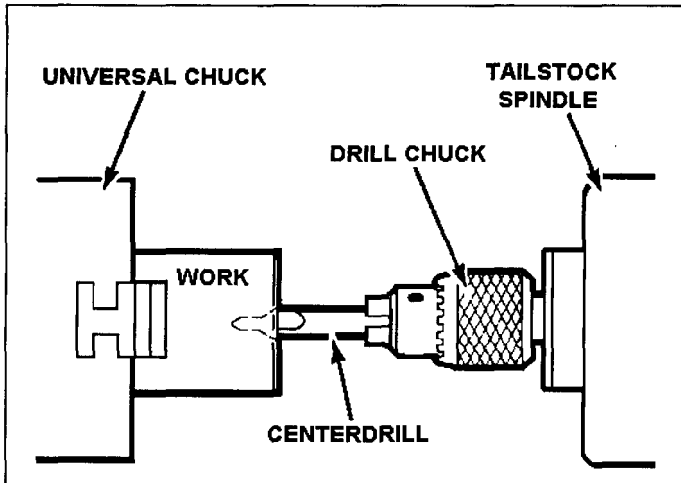 UNIVERSAL CHUCK
TAILSTOCK
SPINDLE
DRILL CHUCK
WORK
CENTERDRILL